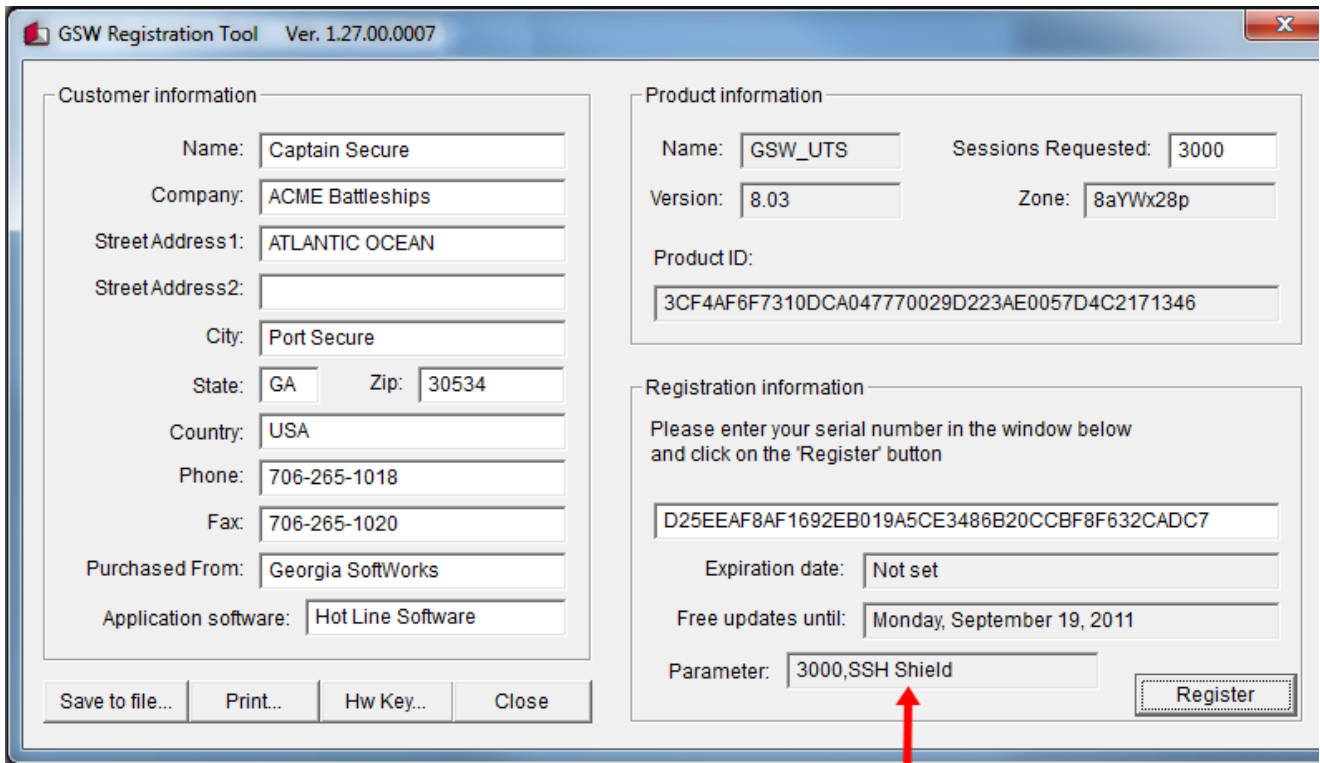 GSW Registration Tool Ver. 1.27.00.0007
Customer information
Name: Captain Secure
Company: ACME Battleships
Street Address1: ATLANTIC OCEAN
Street Address2:
City: Port Secure
State: GA Zip: 30534
Country: USA
Phone: 706-265-1018
Fax: 706-265-1020
Purchased From: Georgia SoftWorks
Application software: Hot Line Software
Save to file... Print... Hw Key... Close
Product information
Name: GSW_UTS Sessions Requested: 3000
Version: 8.03 Zone: 8aYWx28p
Product ID:
3CF4AF6F7310DCA047770029D223AE0057D4C2171346
Registration information
Please enter your serial number in the window below
and click on the 'Register' button
D25EEAF8AF1692EB019A5CE3486B20CCBF8F632CADC7
Expiration date: Not set
Free updates until: Monday, September 19, 2011
Parameter: 3000,SSH Shield
Register